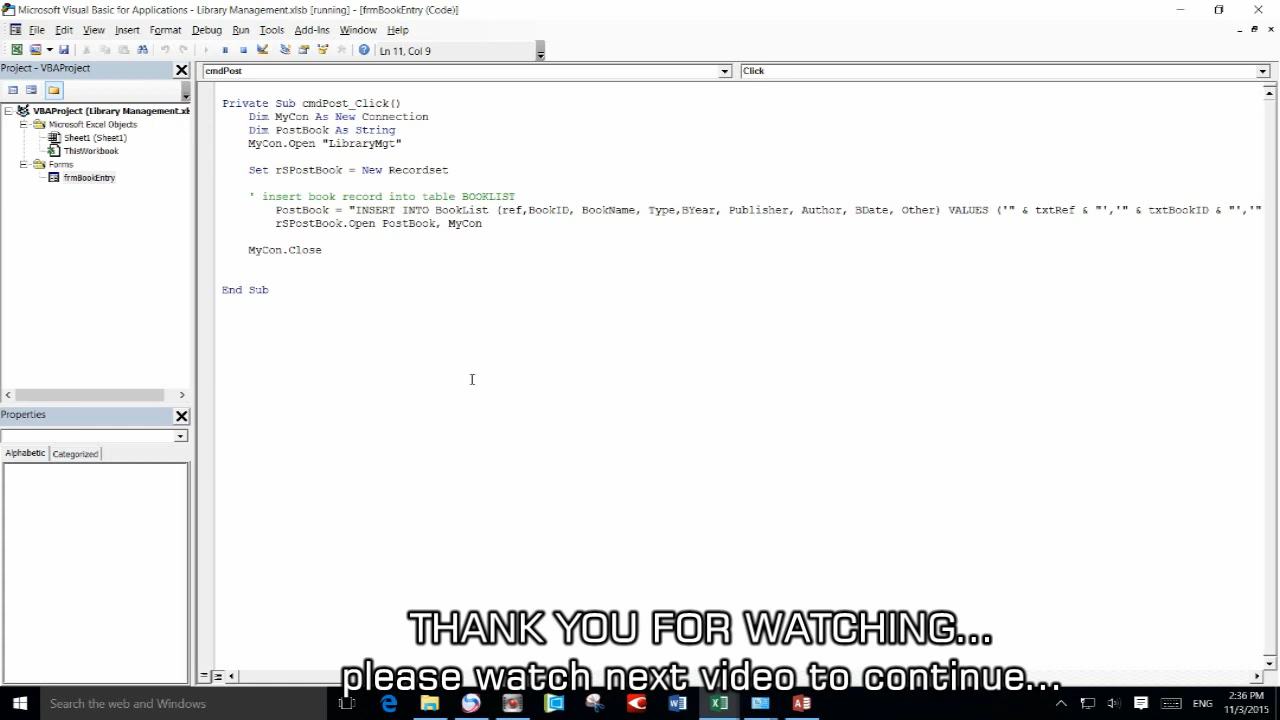 Microsoft Visual Basic for Applications - Library Management.xlsb [running] - [frmBookEntry (Code)]
File Edit View Insert Format Debug Run Tools Add-Ins Window Help
Ln 11, Col 9
Project - VBAProject
cmdPost
Click
VBAProject (Library Management.xl
Microsoft Excel Objects
Sheet1 (Sheet1)
ThisWorkbook
Forms
frmBookEntry
Private Sub cmdPost_Click()
Dim MyCon As New Connection
Dim PostBook As String
MyCon.Open "LibraryMgt"
Set rSPostBook = New Recordset
' insert book record into table BOOKLIST
PostBook = "INSERT INTO BookList (ref,BookID, BookName, Type,BYear, Publisher, Author, BDate, Other) VALUES ('" & txtRef & "','" & txtBookID & "','"
rSPostBook.Open PostBook, MyCon
MyCon.Close
End Sub
Properties
Alphabetic Categorized
THANK YOU FOR WATCHING...
please watch next video to continue...
Search the web and Windows
ENG
2:36 PM
11/3/2015